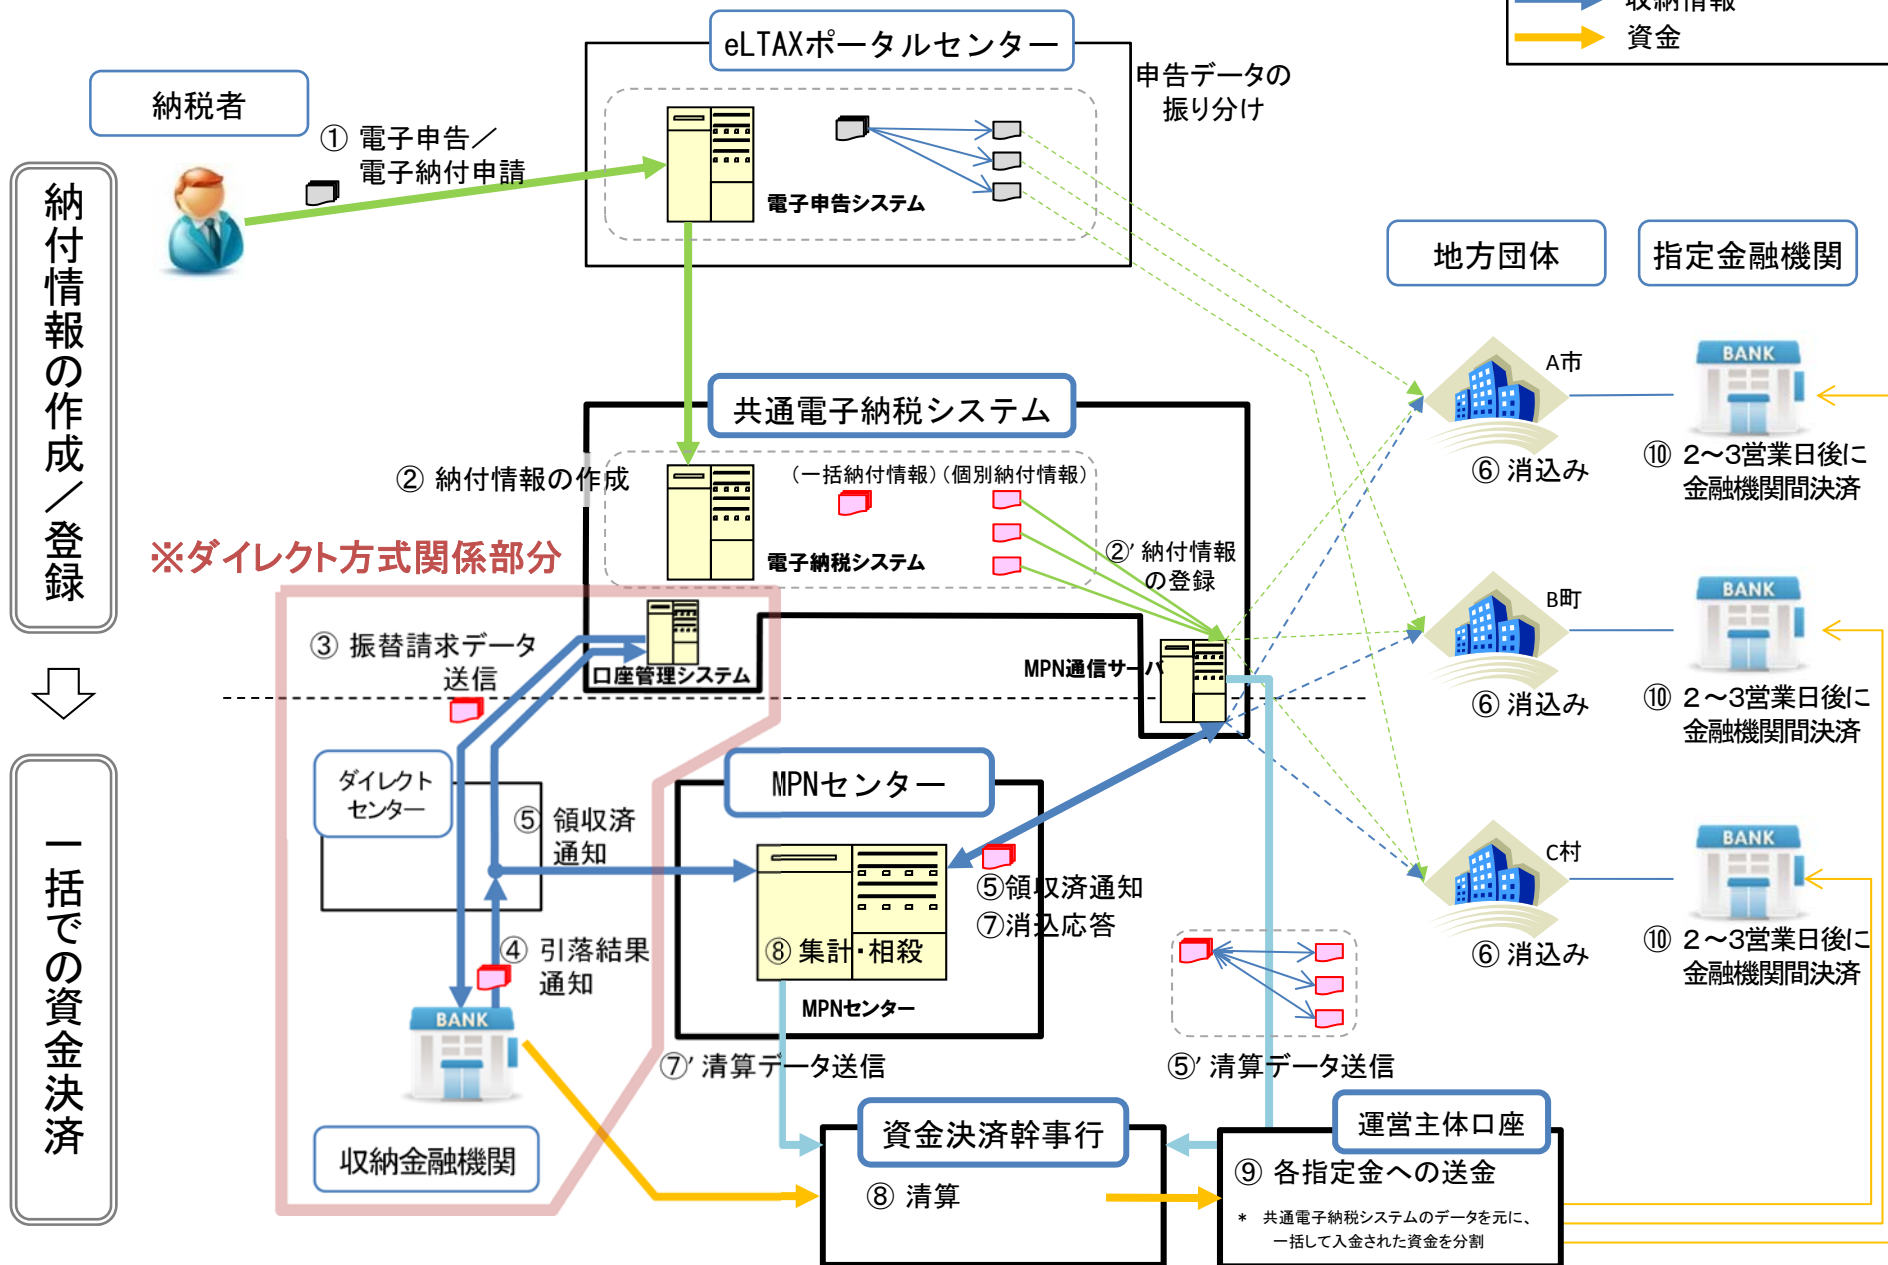 収納情報
資金
eLTAXポータルセンター
申告データの
振り分け
納税者
① 電子申告／
電子納付申請
電子申告システム
納付情報の作成／登録
地方団体
指定金融機関
共通電子納税システム
② 納付情報の作成
（一括納付情報）（個別納付情報）
電子納税システム
②’ 納付情報
の登録
※ダイレクト方式関係部分
③ 振替請求データ
送信
口座管理システム
MPN通信サーバ
A市
BANK
⑥ 消込み
⑩ 2～3営業日後に
金融機関間決済
B町
BANK
⑥ 消込み
⑩ 2～3営業日後に
金融機関間決済
C村
BANK
⑥ 消込み
⑩ 2～3営業日後に
金融機関間決済
一括での資金決済
ダイレクト
センター
⑤ 領収済
通知
MPNセンター
⑧ 集計・相殺
MPNセンター
⑤領収済通知
⑦消込応答
④ 引落結果
通知
BANK
収納金融機関
⑦’ 清算データ送信
⑤’ 清算データ送信
資金決済幹事行
⑧ 清算
運営主体口座
⑨ 各指定金への送金
* 共通電子納税システムのデータを元に、
一括して入金された資金を分割